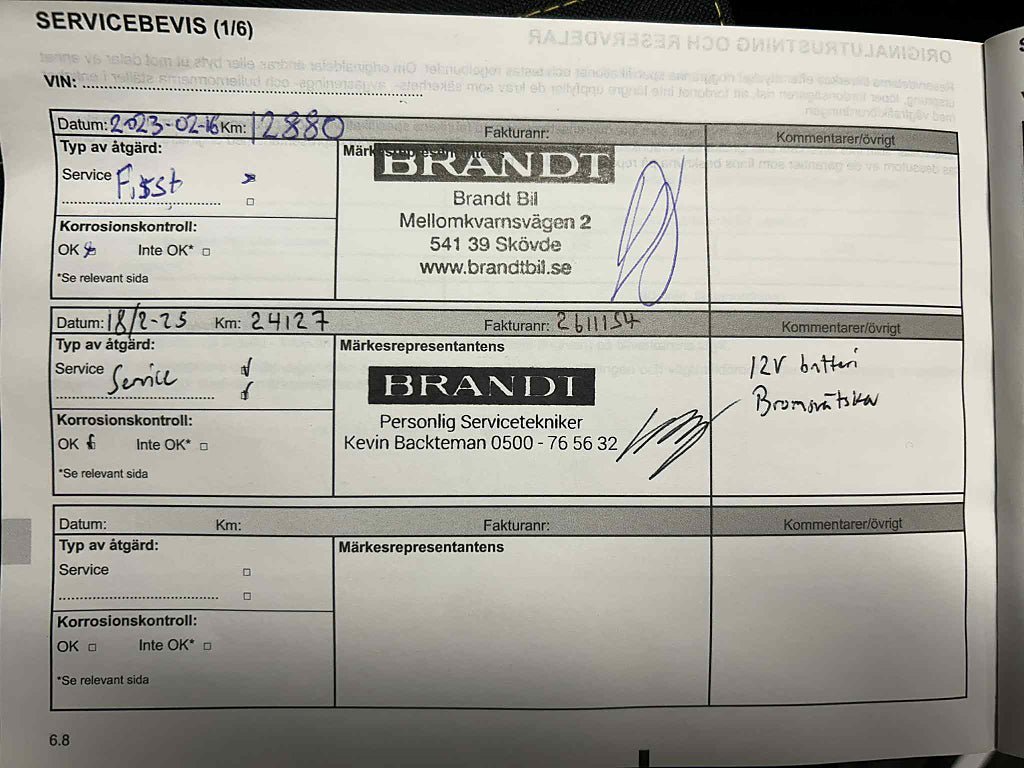 SERVICEBEVIS (1/6)
VIN:
Datum: 2023-02-16 Km: 12880 Fakturanr: Kommentarer/övrigt
Typ av åtgärd:
Service First
Korrosionskontroll:
OK Inte OK*
*Se relevant sida
Märkesrepresentantens
BRANDT
Brandt Bil
Mellomkvarnsvägen 2
541 39 Skövde
www.brandtbil.se
Datum: 18/2-25 Km: 24127 Fakturanr: 2611154 Kommentarer/övrigt
Typ av åtgärd:
Service Service
Korrosionskontroll:
OK Inte OK*
*Se relevant sida
Märkesrepresentantens
BRANDT
Personlig Servicetekniker
Kevin Backteman 0500 - 76 56 32
12V batteri
Bromsvätska
Datum: Km: Fakturanr: Kommentarer/övrigt
Typ av åtgärd:
Service
Korrosionskontroll:
OK Inte OK*
*Se relevant sida
Märkesrepresentantens
6.8